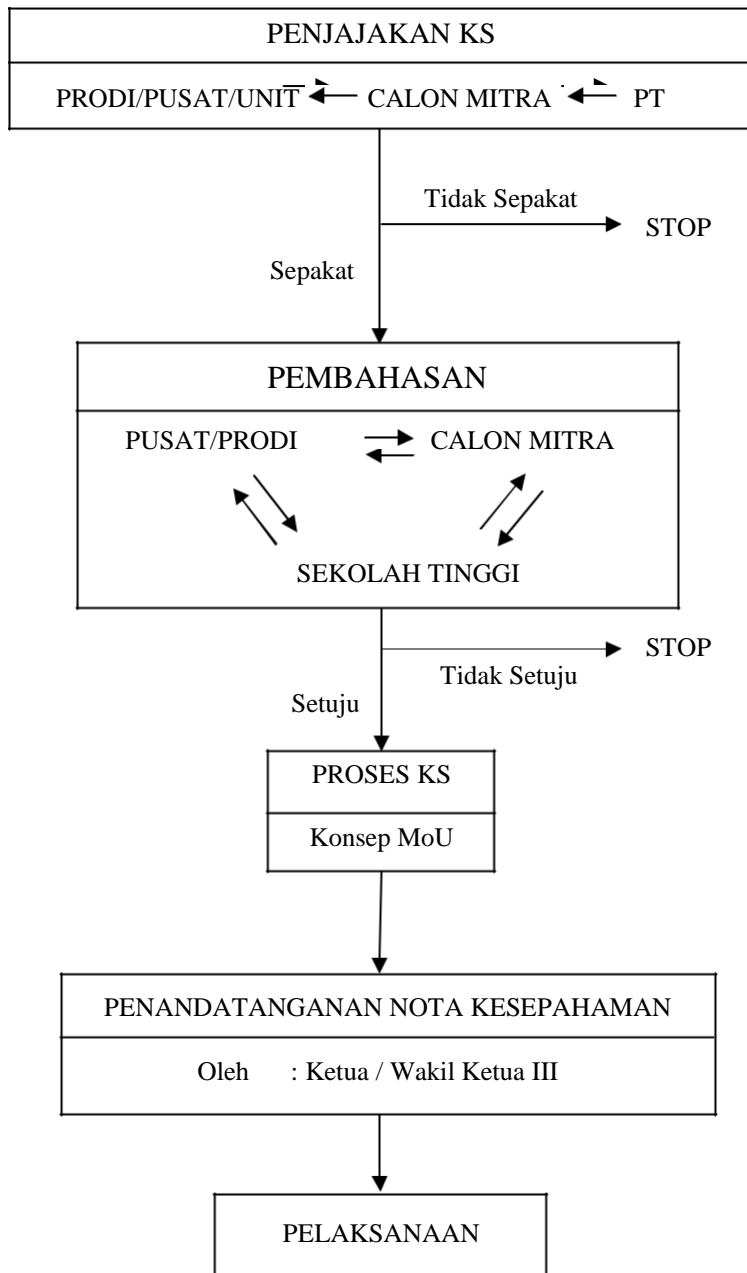 PENJAJAKAN KS
PRODI/PUSAT/UNIT CALON MITRA PT
Tidak Sepakat
STOP
Sepakat
PEMBAHASAN
PUSAT/PRODI CALON MITRA
SEKOLAH TINGGI
STOP
Tidak Setuju
Setuju
PROSES KS
Konsep MoU
PENANDATANGANAN NOTA KESEPAHAMAN
Oleh : Ketua / Wakil Ketua III
PELAKSANAAN